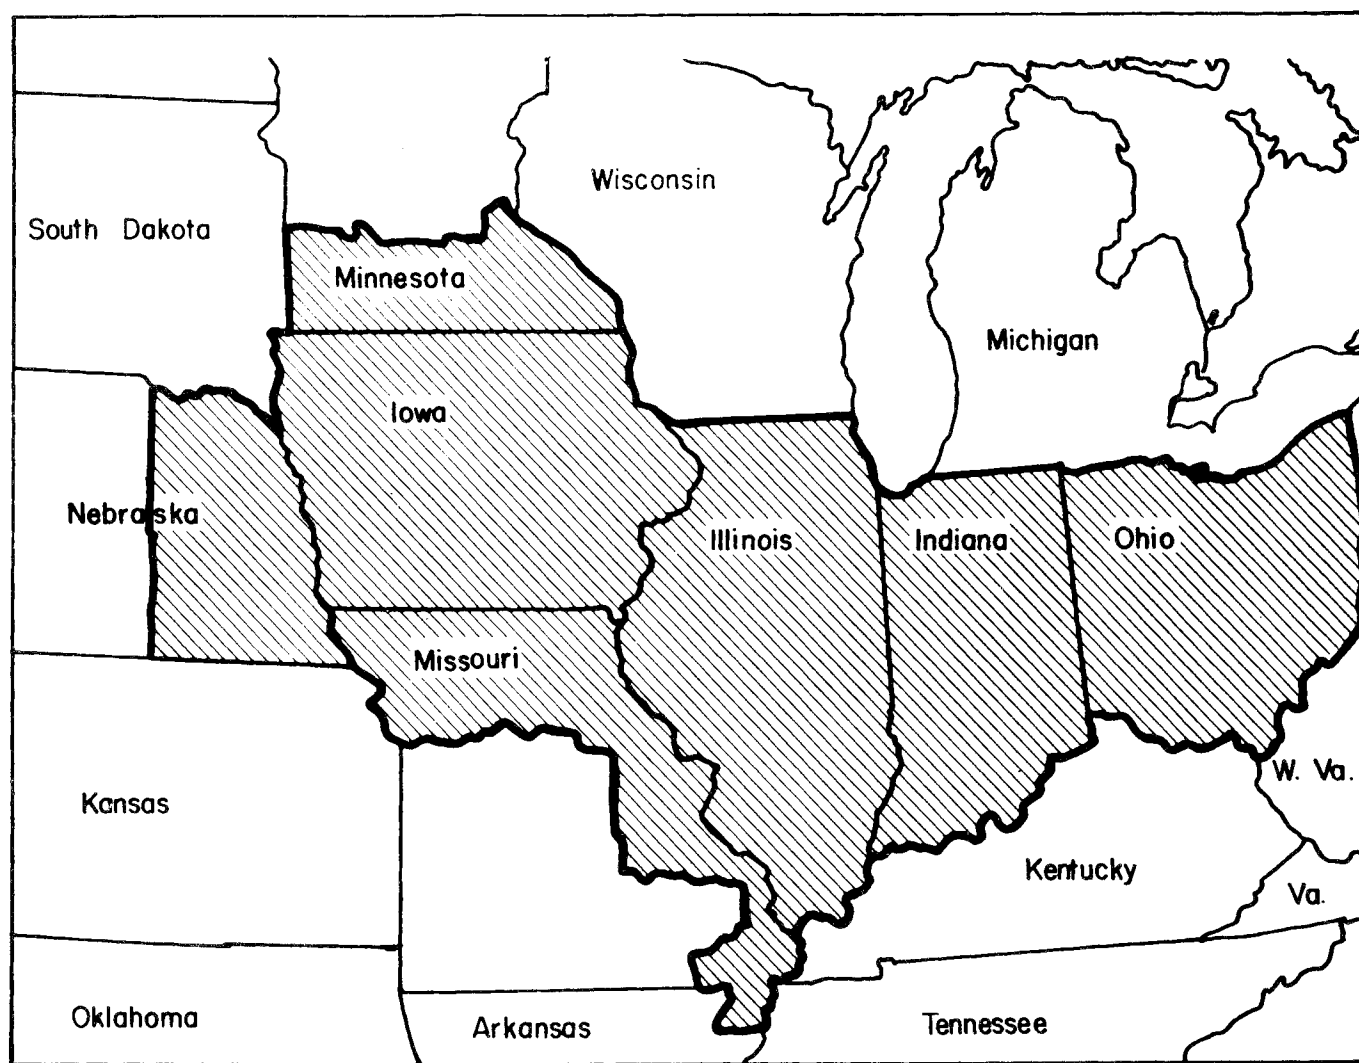 Wisconsin
South Dakota
Minnesota
Michigan
Iowa
Nebraska
Illinois
Indiana
Ohio
Missouri
W. Va.
Kansas
Kentucky
Va.
Oklahoma
Arkansas
Tennessee